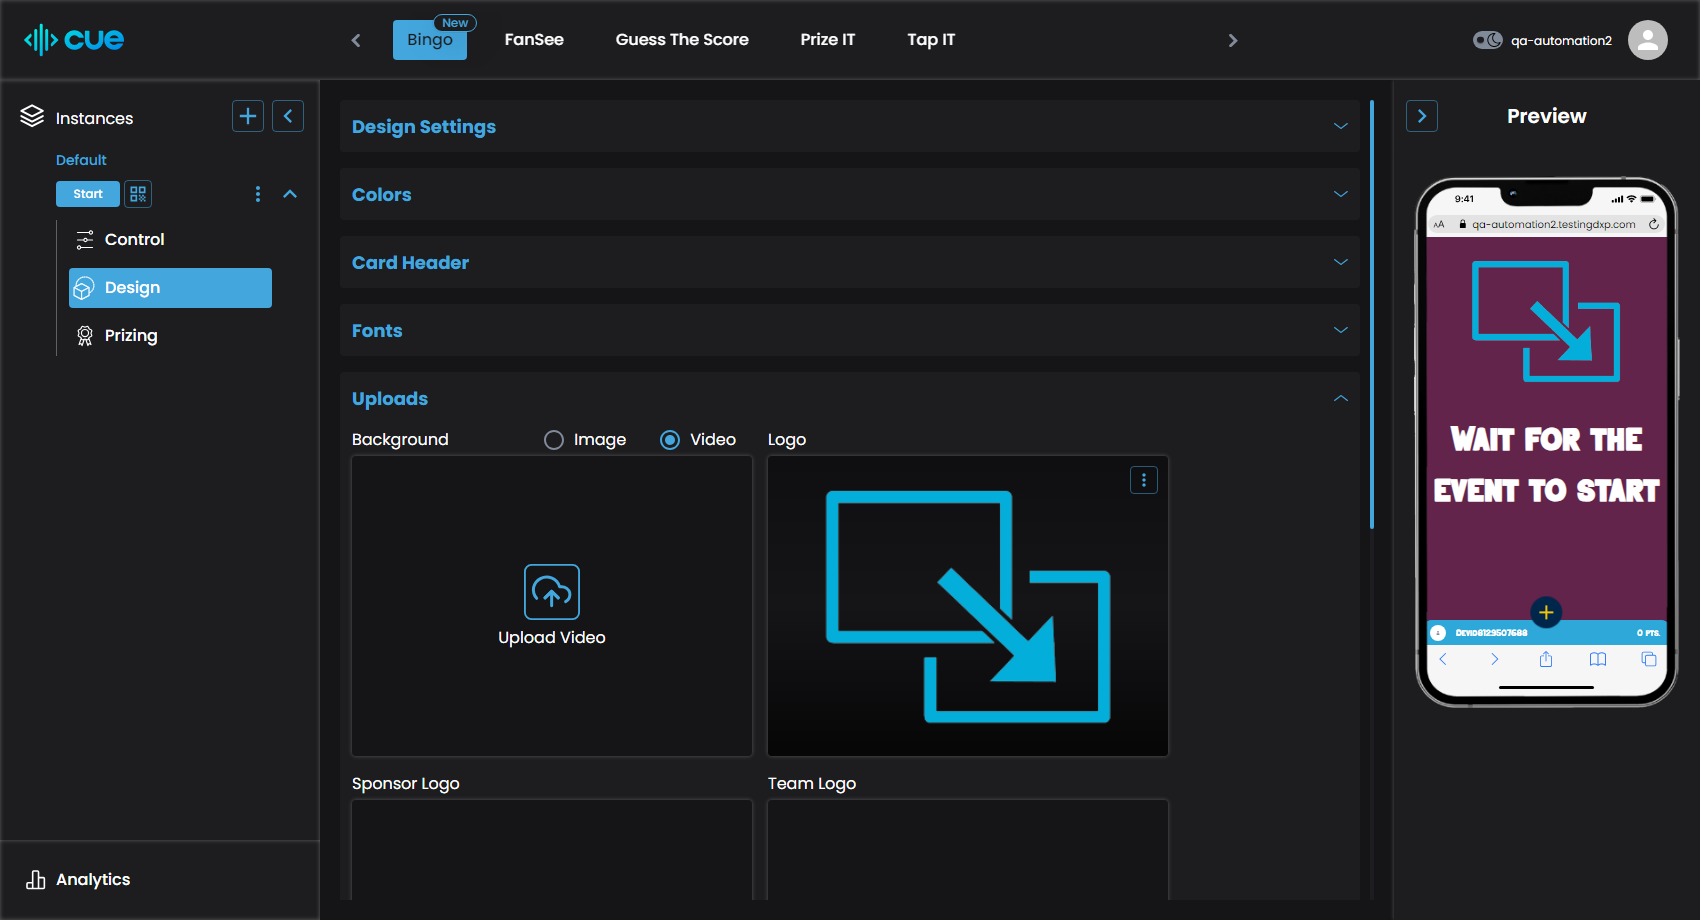 cue
New
Bingo
FanSee
Guess The Score
Prize IT
Tap IT
qa-automation2
Instances
Default
Start
Control
Design
Prizing
Analytics
Design Settings
Colors
Card Header
Fonts
Uploads
Background
Image
Video
Logo
Upload Video
Sponsor Logo
Team Logo
Preview
9:41
AA qa-automation2.testingdxp.com
WAIT FOR THE
EVENT TO START
DEVI08129507688 0 PTS.